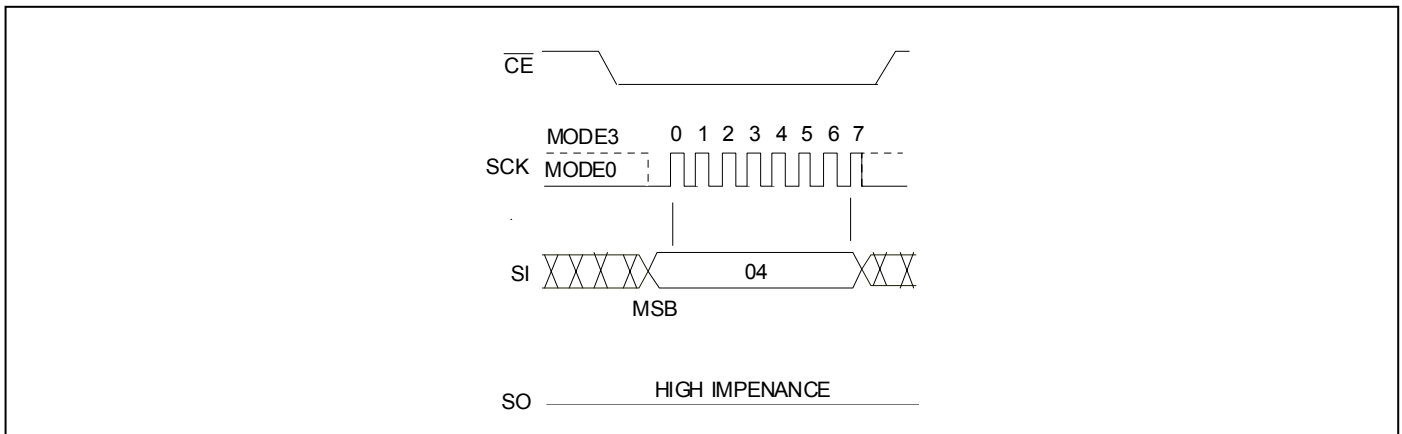 CE
MODE3 0 1 2 3 4 5 6 7
SCK MODE0
SI 04
MSB
HIGH IMPENANCE
SO